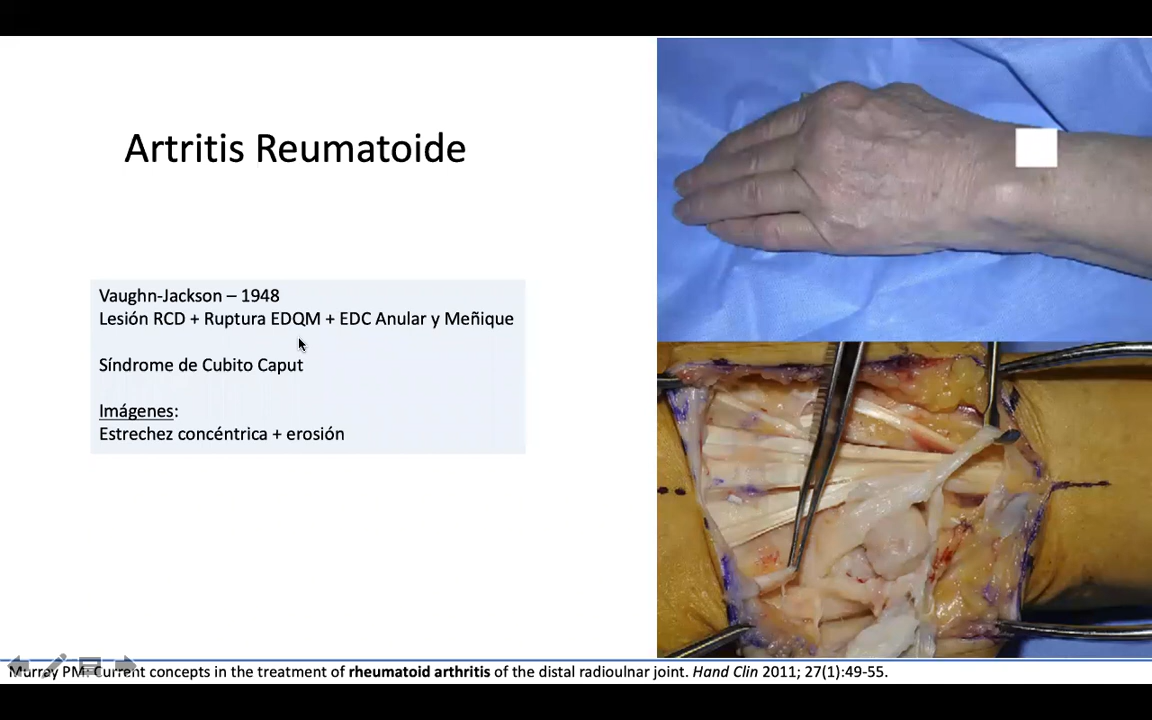 Artritis Reumatoide
Vaughn-Jackson – 1948
Lesión RCD + Ruptura EDQM + EDC Anular y Meñique
Síndrome de Cubito Caput
Imágenes:
Estrechez concéntrica + erosión
Murray PM. Current concepts in the treatment of rheumatoid arthritis of the distal radioulnar joint. Hand Clin 2011; 27(1):49-55.